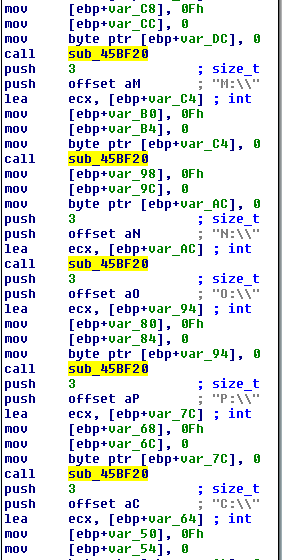 mov [ebp+var_C8], 0Fh
mov [ebp+var_CC], 0
mov byte ptr [ebp+var_DC], 0
call sub_45BF20
push 3 ; size_t
push offset aM ; "M:\\"
lea ecx, [ebp+var_C4] ; int
mov [ebp+var_B0], 0Fh
mov [ebp+var_B4], 0
mov byte ptr [ebp+var_C4], 0
call sub_45BF20
mov [ebp+var_98], 0Fh
mov [ebp+var_9C], 0
mov byte ptr [ebp+var_AC], 0
push 3 ; size_t
push offset aN ; "N:\\"
lea ecx, [ebp+var_AC] ; int
call sub_45BF20
push 3 ; size_t
push offset aO ; "O:\\"
lea ecx, [ebp+var_94] ; int
mov [ebp+var_80], 0Fh
mov [ebp+var_84], 0
mov byte ptr [ebp+var_94], 0
call sub_45BF20
push 3 ; size_t
push offset aP ; "P:\\"
lea ecx, [ebp+var_7C] ; int
mov [ebp+var_68], 0Fh
mov [ebp+var_6C], 0
mov byte ptr [ebp+var_7C], 0
call sub_45BF20
push 3 ; size_t
push offset aC ; "C:\\"
lea ecx, [ebp+var_64] ; int
mov [ebp+var_50], 0Fh
mov [ebp+var_54], 0